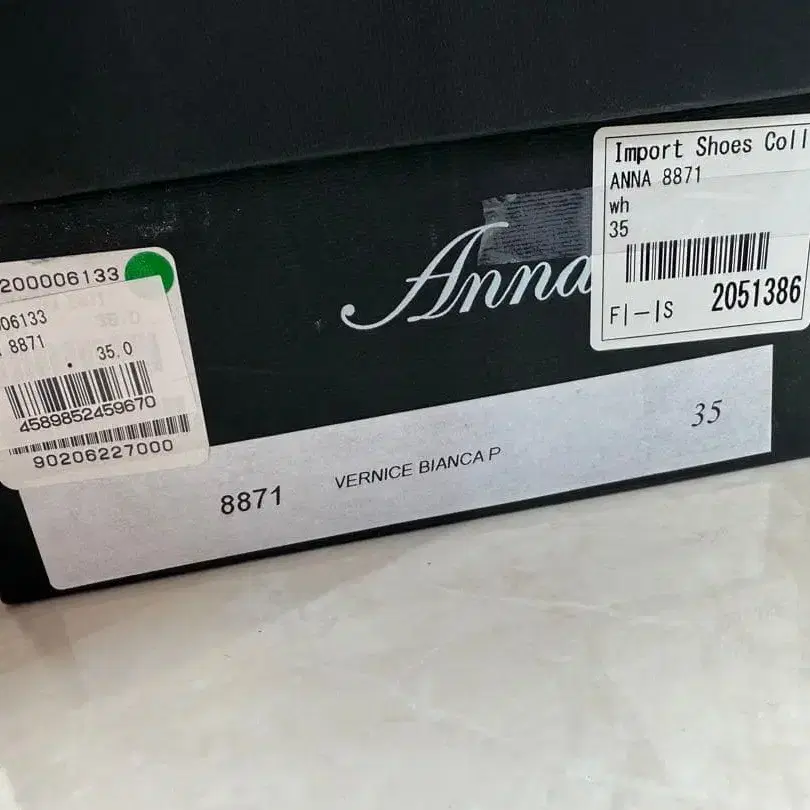 Import Shoes Coll
ANNA 8871
wh
35
F|-|S 2051386
Anna
200006133
06133
8871
35.0
4589852459670
90206227000
8871 VERNICE BIANCA P 35